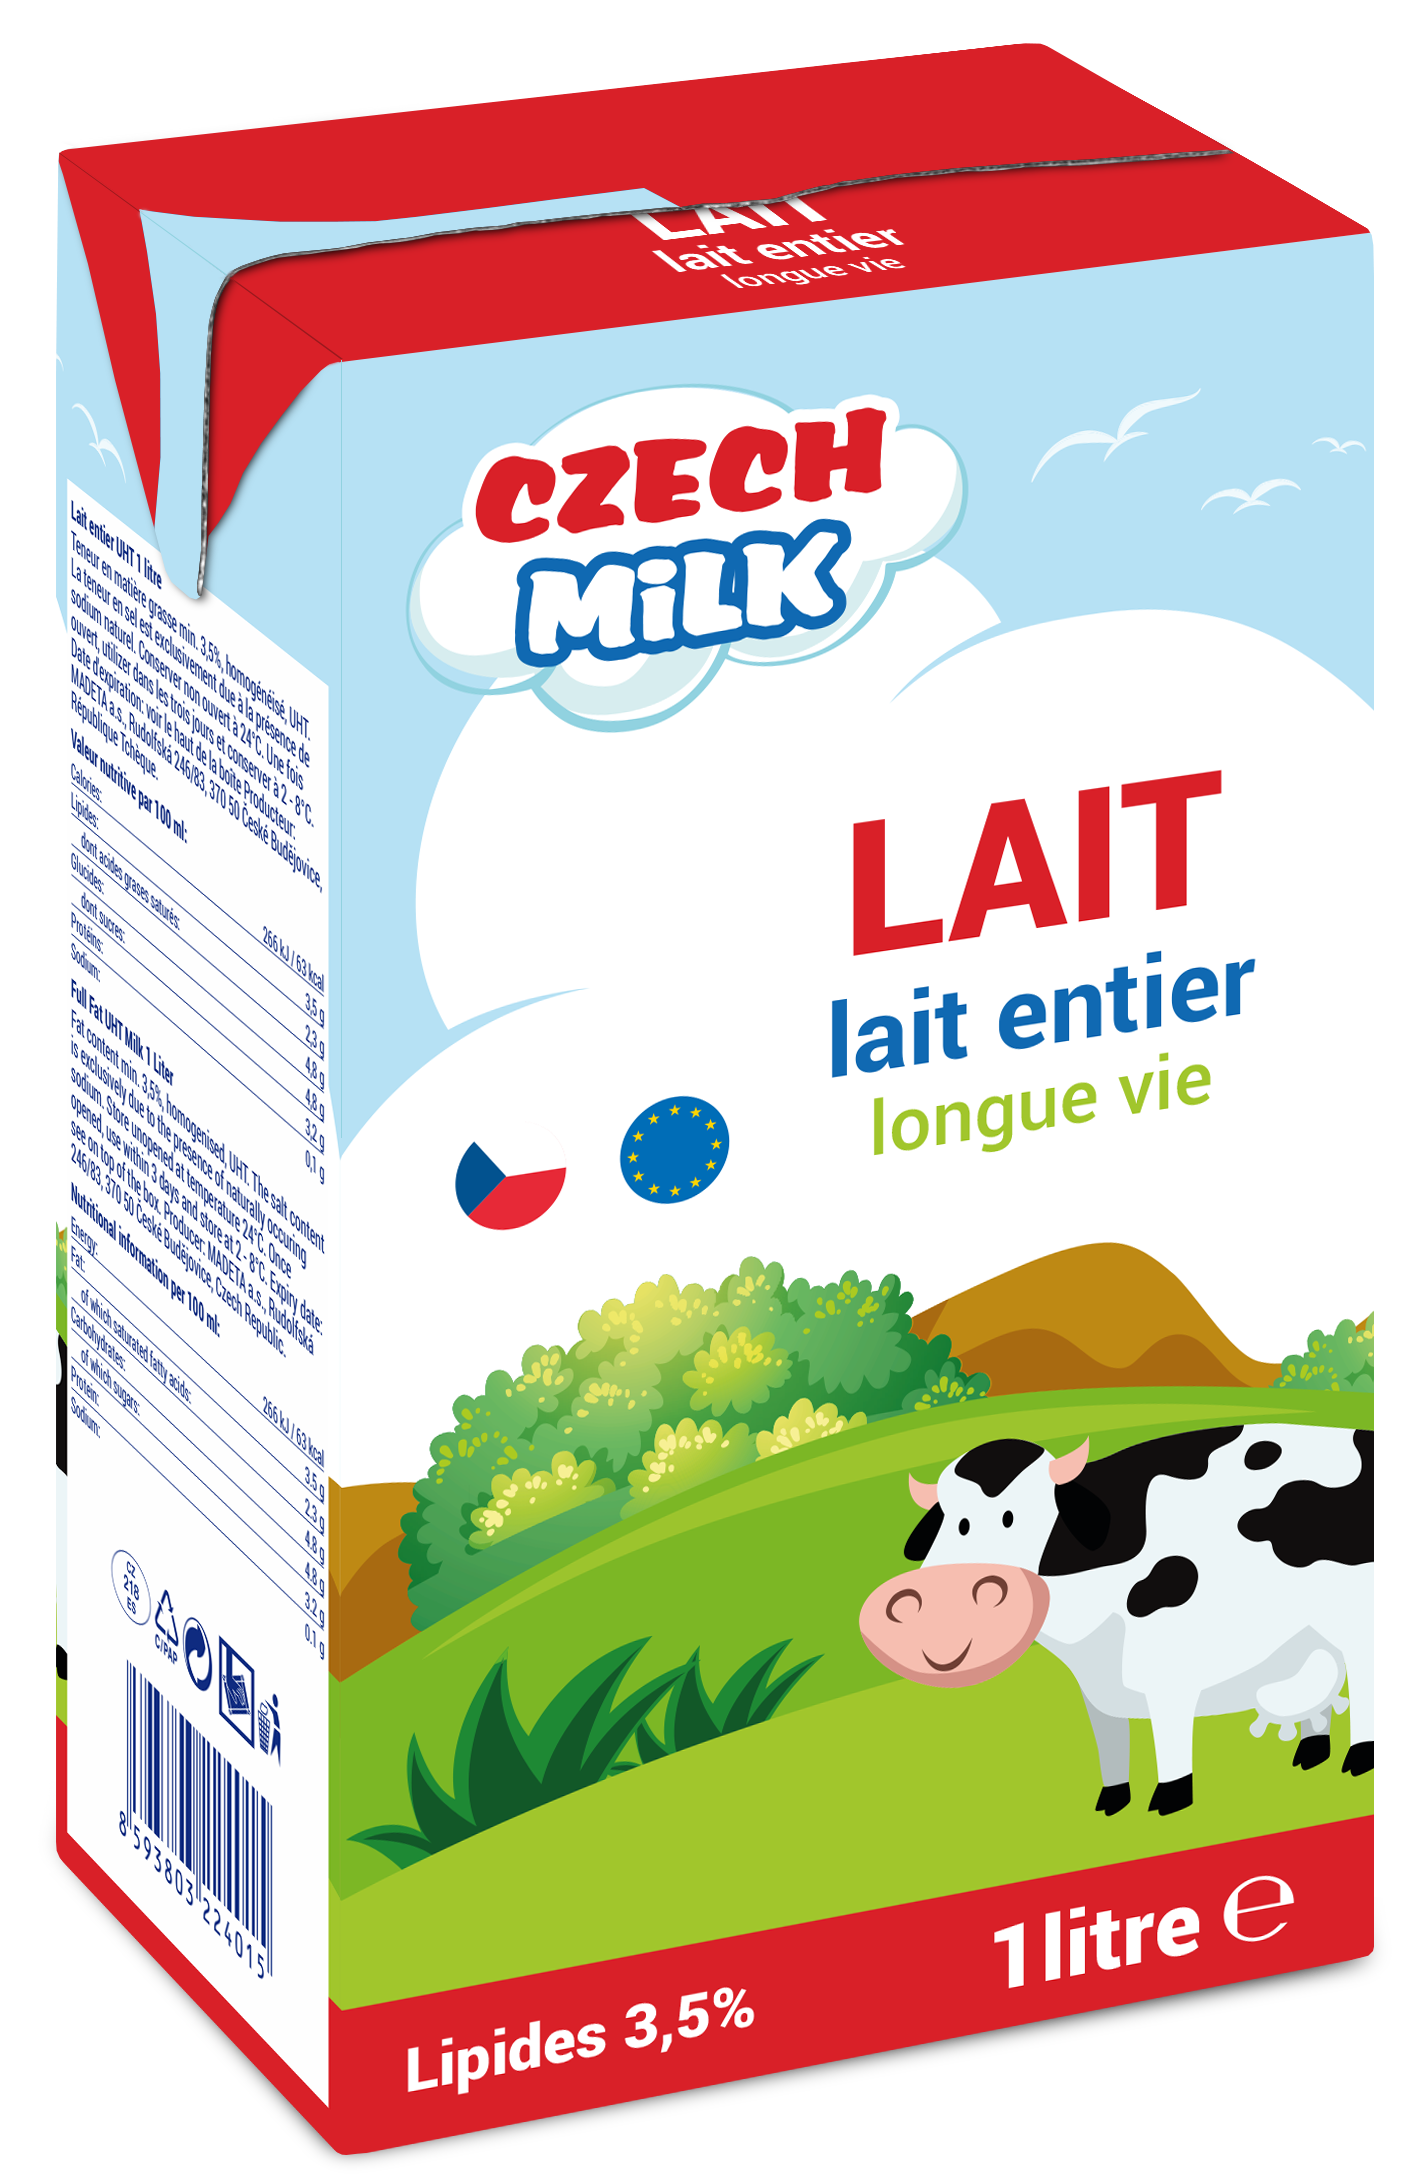 LAIT
lait entier
longue vie
CZECH
MiLK
LAIT
lait entier
longue vie
Lipides 3,5%
1 litre ℮
Lait entier UHT 1 litre
Teneur en matière grasse min. 3,5%, homogénéisé, UHT.
La teneur en sel est exclusivement due à la présence de
sodium naturel. Conserver non ouvert à 24°C. Une fois
ouvert, utilizer dans les trois jours et conserver à 2 - 8°C.
Date d'expiration: voir le haut de la boîte Producteur:
MADETA a.s., Rudolfská 246/83, 370 50 České Budějovice,
République Tchèque.
Valeur nutritive par 100 ml:
Calories: 266 kJ / 63 kcal
Lipides: 3,5 g
dont acides grases saturés: 2,3 g
Glucides: 4,8 g
dont sucres: 4,8 g
Protéins: 3,2 g
Sodium: 0,1 g
Full Fat UHT Milk 1 Liter
Fat content min. 3,5%, homogenised, UHT. The salt content
is exclusively due to the presence of naturally occuring
sodium. Store unopened at temperature 24°C. Once
opened, use within 3 days and store at 2 - 8°C. Expiry date:
see on top of the box. Producer: MADETA a.s., Rudolfská
246/83, 370 50 České Budějovice, Czech Republic.
Nutritional information per 100 ml:
Energy: 266 kJ / 63 kcal
Fat: 3.5 g
of which saturated fatty acids: 2.3 g
Carbohydrates: 4.8 g
of which sugars: 4.8 g
Protein: 3.2 g
Sodium: 0.1 g
CZ
218
ES
C/PAP
8 593803 224015